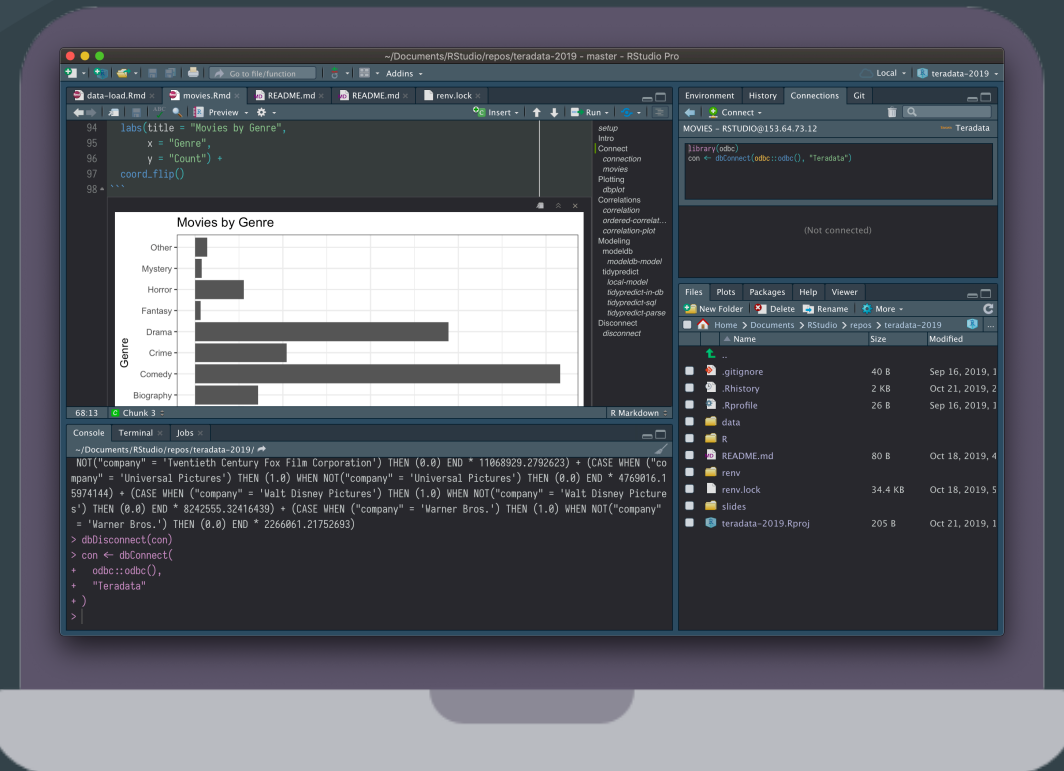 ~/Documents/RStudio/repos/teradata-2019 - master - RStudio Pro
Go to file/function
Addins
Local
teradata-2019
data-load.Rmd
movies.Rmd
README.md
README.md
renv.lock
ABC
Preview
Insert
Run
94 labs(title = "Movies by Genre",
95 x = "Genre",
96 y = "Count") +
97 coord_flip()
98 ```
setup
Intro
Connect
connection
movies
Plotting
dbplot
Correlations
correlation
ordered-correlat...
correlation-plot
Modeling
modeldb
modeldb-model
tidypredict
local-model
tidypredict-in-db
tidypredict-sql
tidypredict-parse
Disconnect
disconnect
Movies by Genre
Genre
Other
Mystery
Horror
Fantasy
Drama
Crime
Comedy
Biography
68:13 Chunk 3 R Markdown
Console Terminal Jobs
~/Documents/RStudio/repos/teradata-2019/
NOT("company" = 'Twentieth Century Fox Film Corporation') THEN (0.0) END * 11068929.2792623) + (CASE WHEN ("co
mpany" = 'Universal Pictures') THEN (1.0) WHEN NOT("company" = 'Universal Pictures') THEN (0.0) END * 4769016.1
5974144) + (CASE WHEN ("company" = 'Walt Disney Pictures') THEN (1.0) WHEN NOT("company" = 'Walt Disney Picture
s') THEN (0.0) END * 8242555.32416439) + (CASE WHEN ("company" = 'Warner Bros.') THEN (1.0) WHEN NOT("company"
= 'Warner Bros.') THEN (0.0) END * 2266061.21752693)
> dbDisconnect(con)
> con ← dbConnect(
+ odbc::odbc(),
+ "Teradata"
+ )
>
Environment History Connections Git
Connect
MOVIES - RSTUDIO@153.64.73.12 Teradata
library(odbc)
con ← dbConnect(odbc::odbc(), "Teradata")
(Not connected)
Files Plots Packages Help Viewer
New Folder Delete Rename More
Home > Documents > RStudio > repos > teradata-2019 ...
Name Size Modified
..
.gitignore 40 B Sep 16, 2019, 1
.Rhistory 2 KB Oct 21, 2019, 2
.Rprofile 26 B Sep 16, 2019, 1
data
R
README.md 80 B Oct 18, 2019, 4
renv
renv.lock 34.4 KB Oct 18, 2019, 5
slides
teradata-2019.Rproj 205 B Oct 21, 2019, 1